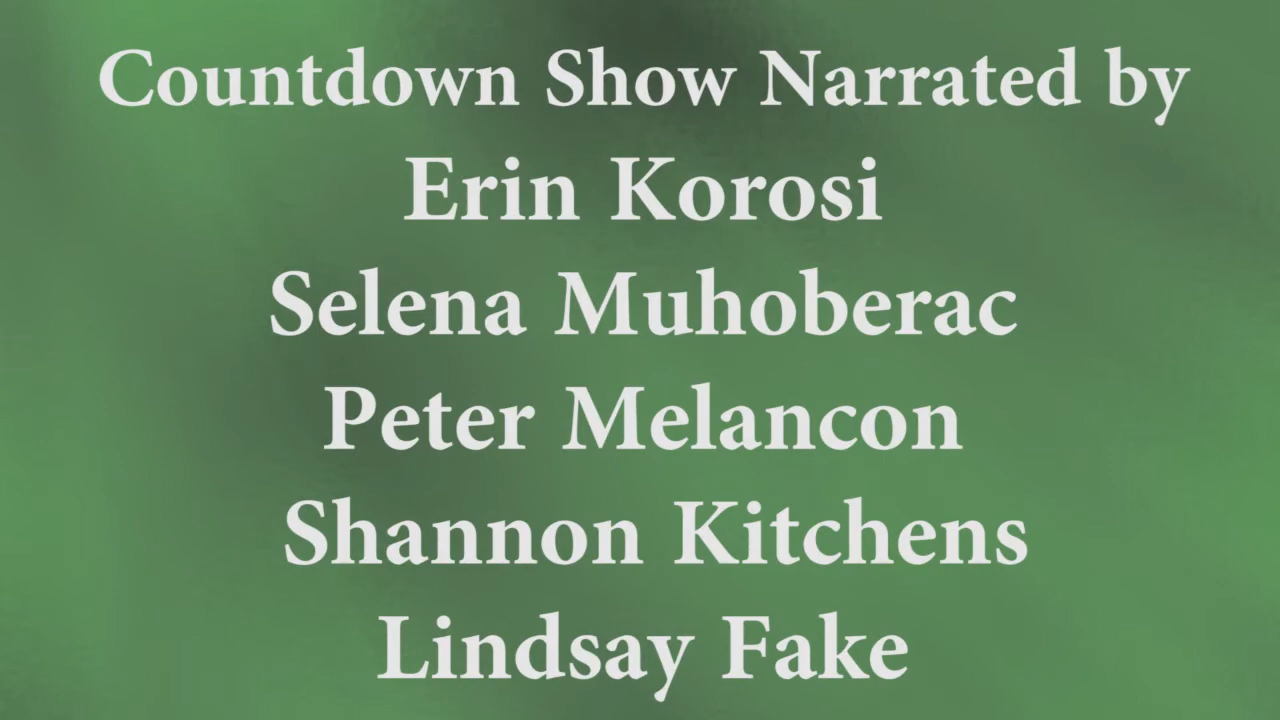 Countdown Show Narrated by
Erin Korosi
Selena Muhoberac
Peter Melancon
Shannon Kitchens
Lindsay Fake